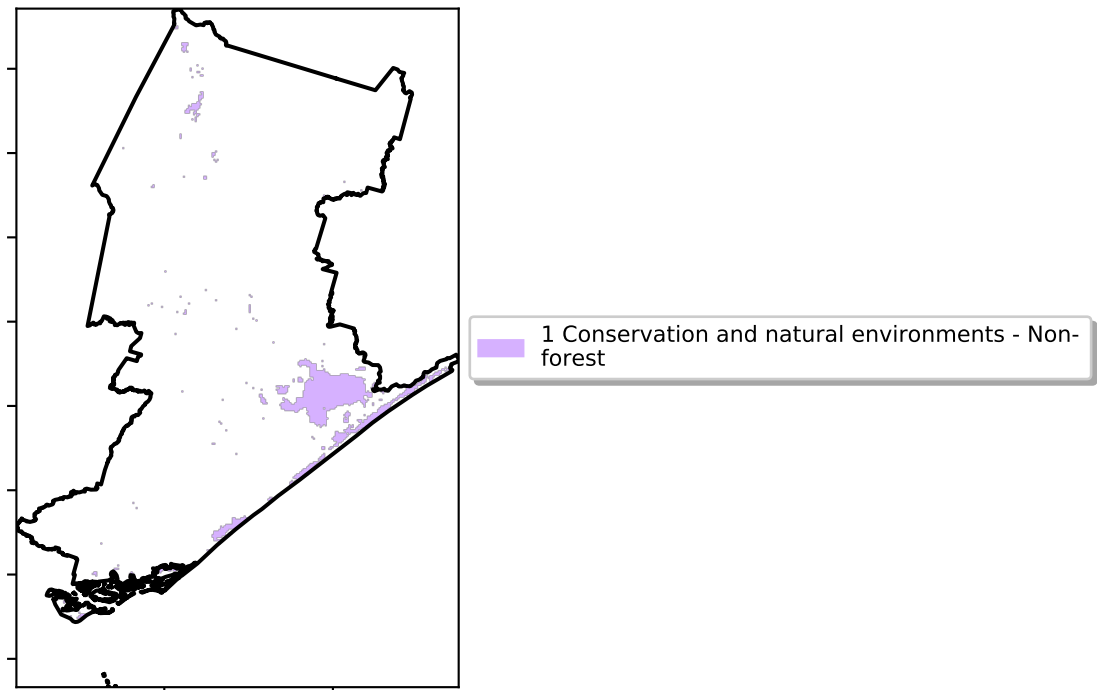 1 Conservation and natural environments - Non-
forest